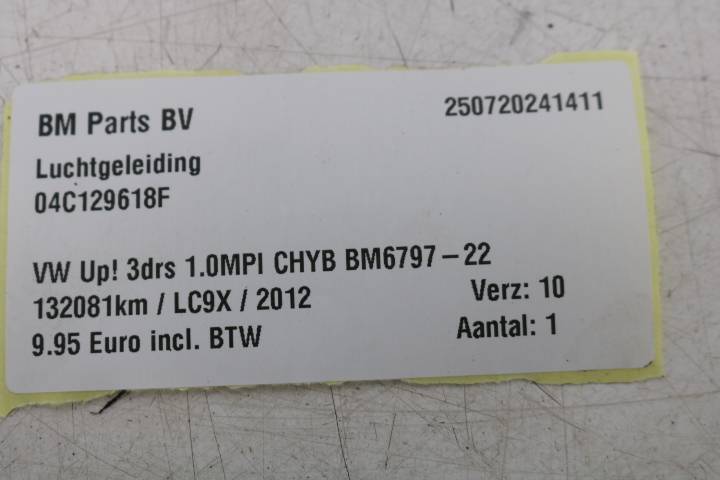 BM Parts BV 250720241411
Luchtgeleiding
04C129618F
VW Up! 3drs 1.0MPI CHYB BM6797-22
132081km / LC9X / 2012 Verz: 10
9.95 Euro incl. BTW Aantal: 1